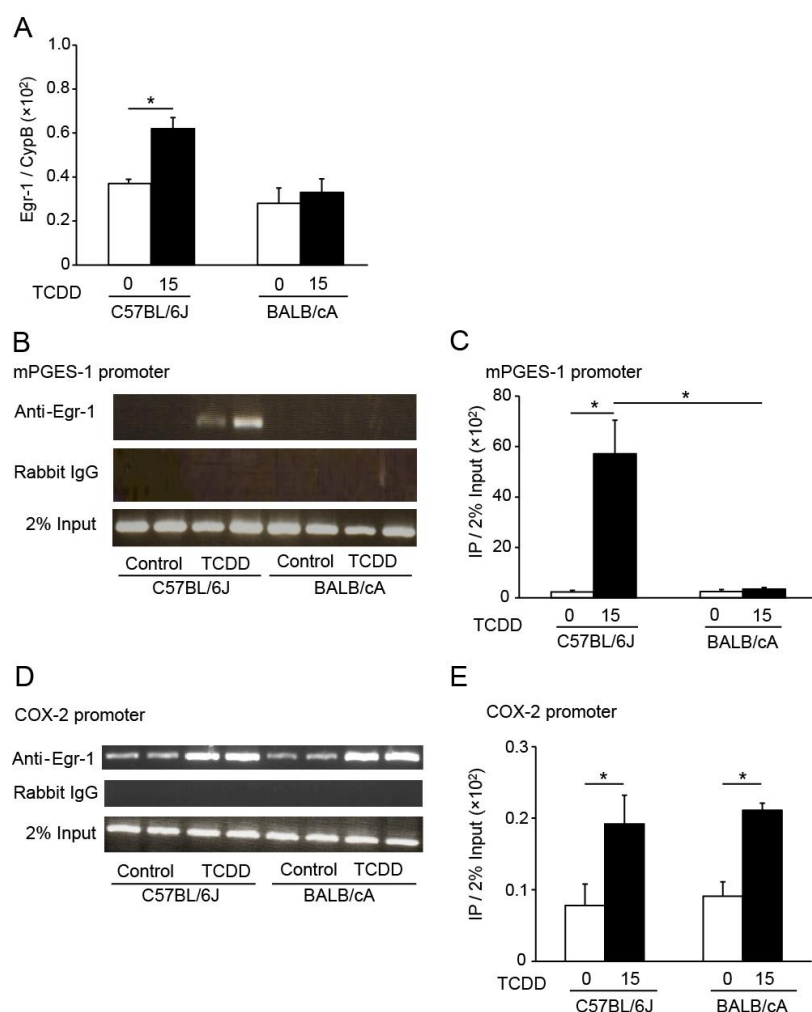 A
Egr-1 / CypB (×10²)
1.0
0.8
0.6
0.4
0.2
0
*
TCDD 0 15 0 15
C57BL/6J BALB/cA
B
mPGES-1 promoter
Anti-Egr-1
Rabbit IgG
2% Input
Control TCDD Control TCDD
C57BL/6J BALB/cA
C
mPGES-1 promoter
IP / 2% Input (×10²)
80
60
40
20
0
* *
TCDD 0 15 0 15
C57BL/6J BALB/cA
D
COX-2 promoter
Anti-Egr-1
Rabbit IgG
2% Input
Control TCDD Control TCDD
C57BL/6J BALB/cA
E
COX-2 promoter
IP / 2% Input (×10²)
0.3
0.2
0.1
0
* *
TCDD 0 15 0 15
C57BL/6J BALB/cA